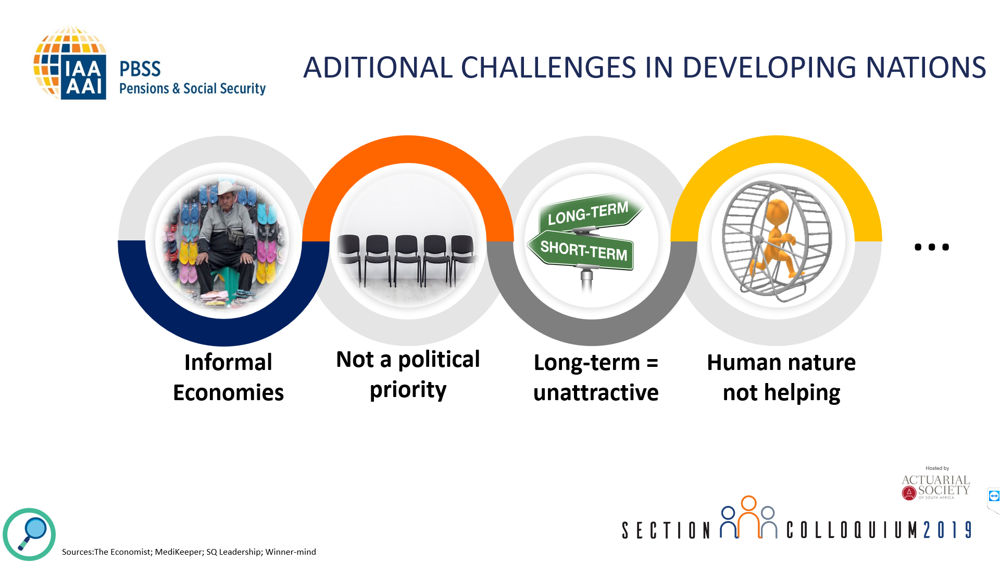 IAA
AAI
PBSS
Pensions & Social Security
ADITIONAL CHALLENGES IN DEVELOPING NATIONS
LONG-TERM
SHORT-TERM
...
Informal
Economies
Not a political
priority
Long-term =
unattractive
Human nature
not helping
Hosted by
ACTUARIAL
SOCIETY
OF SOUTH AFRICA
SECTION COLLOQUIUM2019
Sources:The Economist; MediKeeper; SQ Leadership; Winner-mind